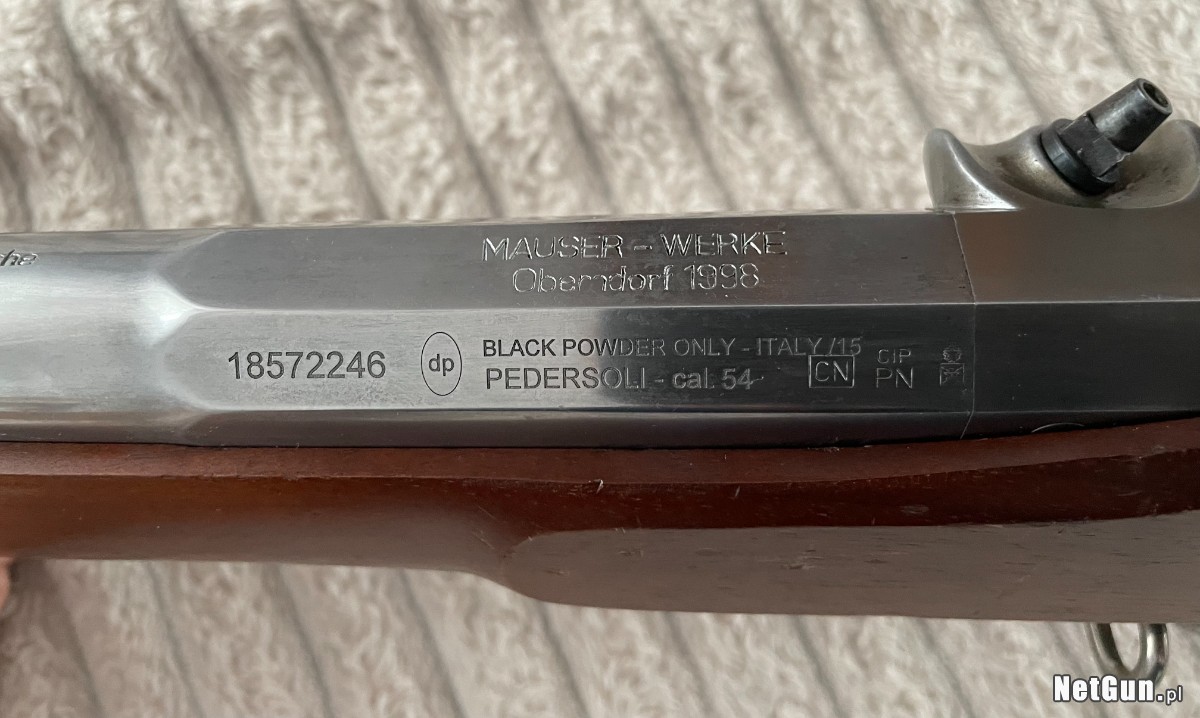 he
MAUSER - WERKE
Oberndorf 1998
18572246
dp
BLACK POWDER ONLY - ITALY /15
PEDERSOLI - cal. 54
CN
CIP
PN
NetGun.pl